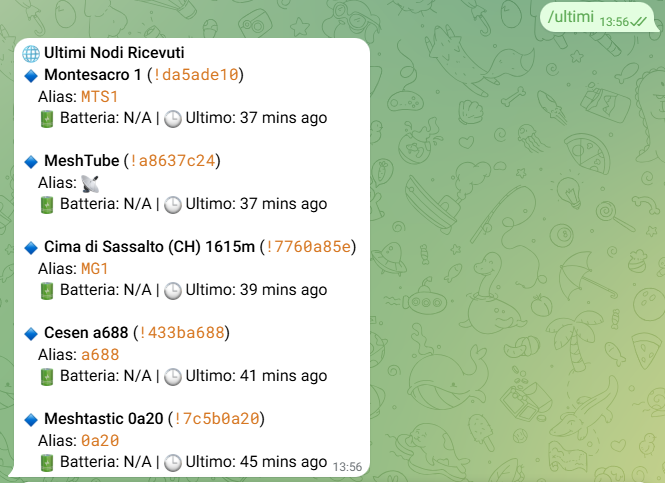 /ultimi 13:56
🌐 Ultimi Nodi Ricevuti
🔹 Montesacro 1 (!da5ade10)
Alias: MTS1
🔋 Batteria: N/A | 🕒 Ultimo: 37 mins ago
🔹 MeshTube (!a8637c24)
Alias: 📡
🔋 Batteria: N/A | 🕒 Ultimo: 37 mins ago
🔹 Cima di Sassalto (CH) 1615m (!7760a85e)
Alias: MG1
🔋 Batteria: N/A | 🕒 Ultimo: 39 mins ago
🔹 Cesen a688 (!433ba688)
Alias: a688
🔋 Batteria: N/A | 🕒 Ultimo: 41 mins ago
🔹 Meshtastic 0a20 (!7c5b0a20)
Alias: 0a20
🔋 Batteria: N/A | 🕒 Ultimo: 45 mins ago 13:56